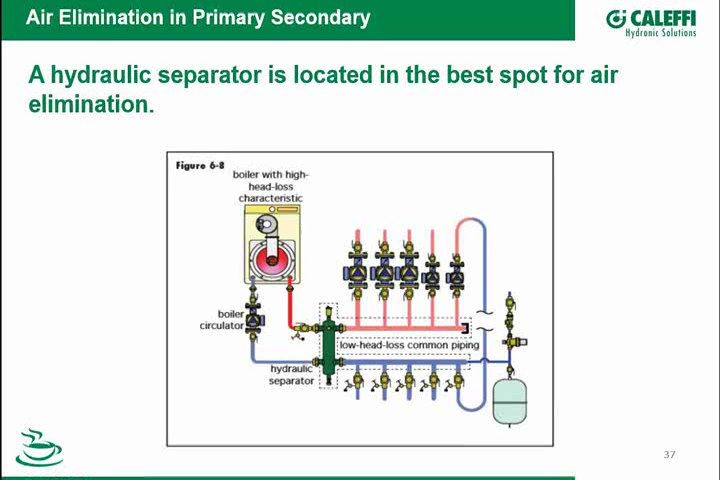 Air Elimination in Primary Secondary
CALEFFI
Hydronic Solutions
A hydraulic separator is located in the best spot for air
elimination.
Figure 6-8
boiler with high-
head-loss
characteristic
boiler
circulator
low-head-loss common piping
hydraulic
separator
37